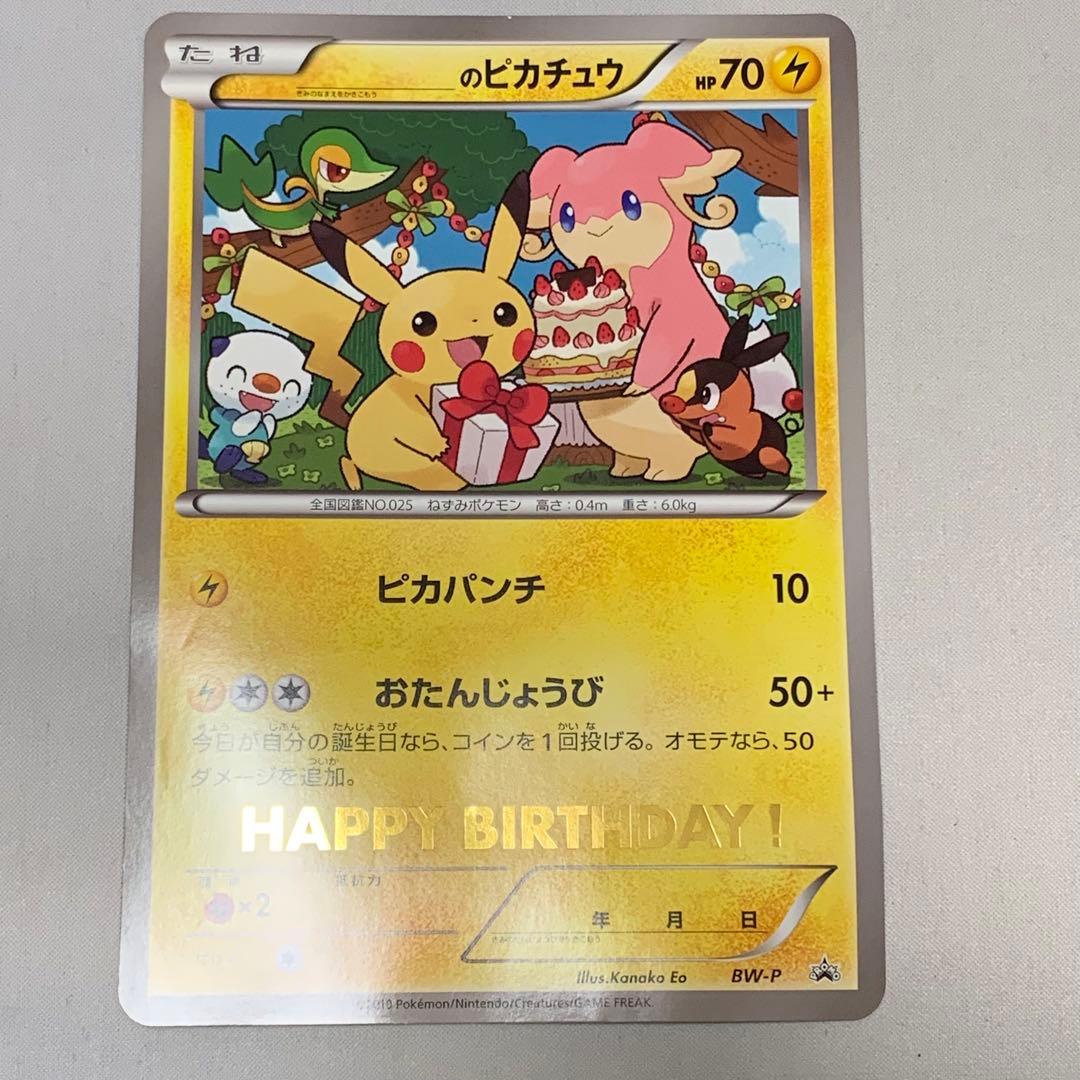 たね
のピカチュウ HP70
きみのなまえをかきこもう
全国図鑑NO.025 ねずみポケモン 高さ:0.4m 重さ:6.0kg
ピカパンチ 10
おたんじょうび 50+
今日が自分の誕生日なら、コインを1回投げる。オモテなら、50
ダメージを追加。
HAPPY BIRTHDAY!
抵抗力
×2
年 月 日
Illus.Kanako Eo BW-P
©2010 Pokémon/Nintendo/Creatures/GAME FREAK.